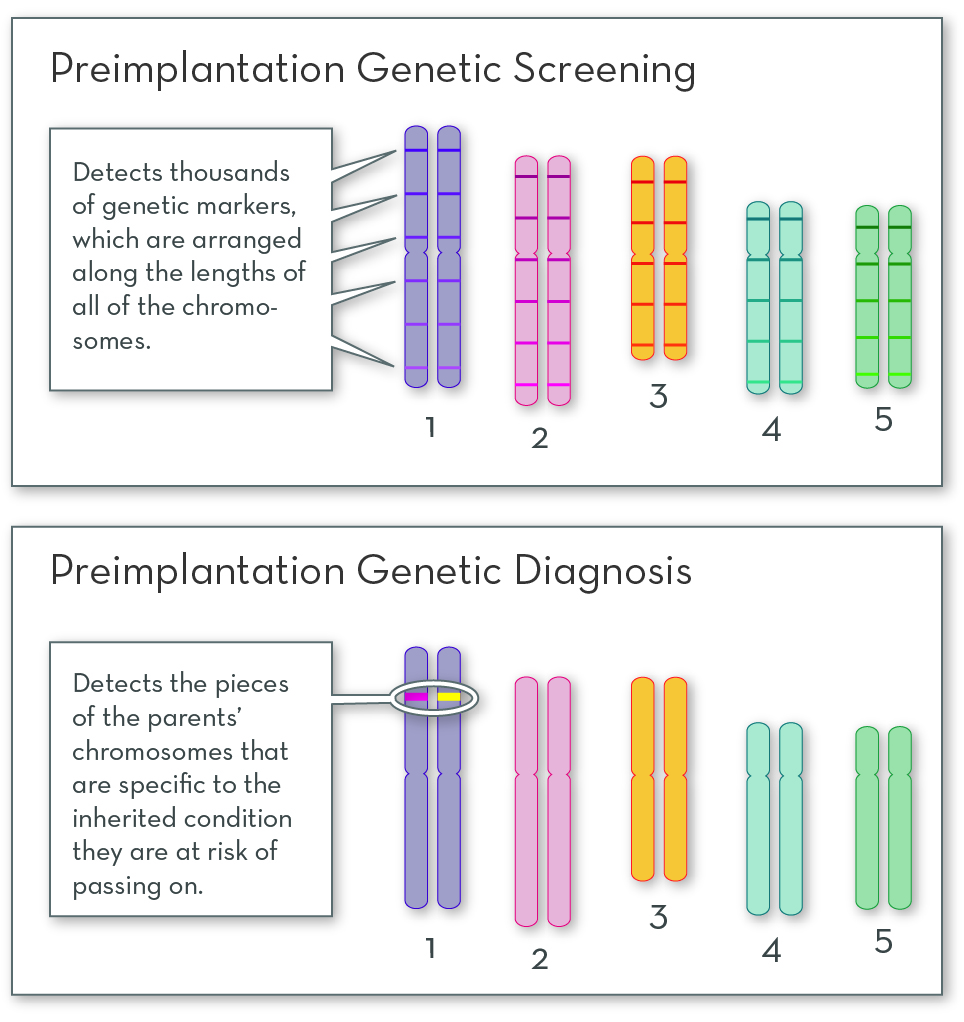 Preimplantation Genetic Screening
Detects thousands
of genetic markers,
which are arranged
along the lengths of
all of the chromo-
somes.
1
2
3
4
5
Preimplantation Genetic Diagnosis
Detects the pieces
of the parents’
chromosomes that
are specific to the
inherited condition
they are at risk of
passing on.
1
2
3
4
5